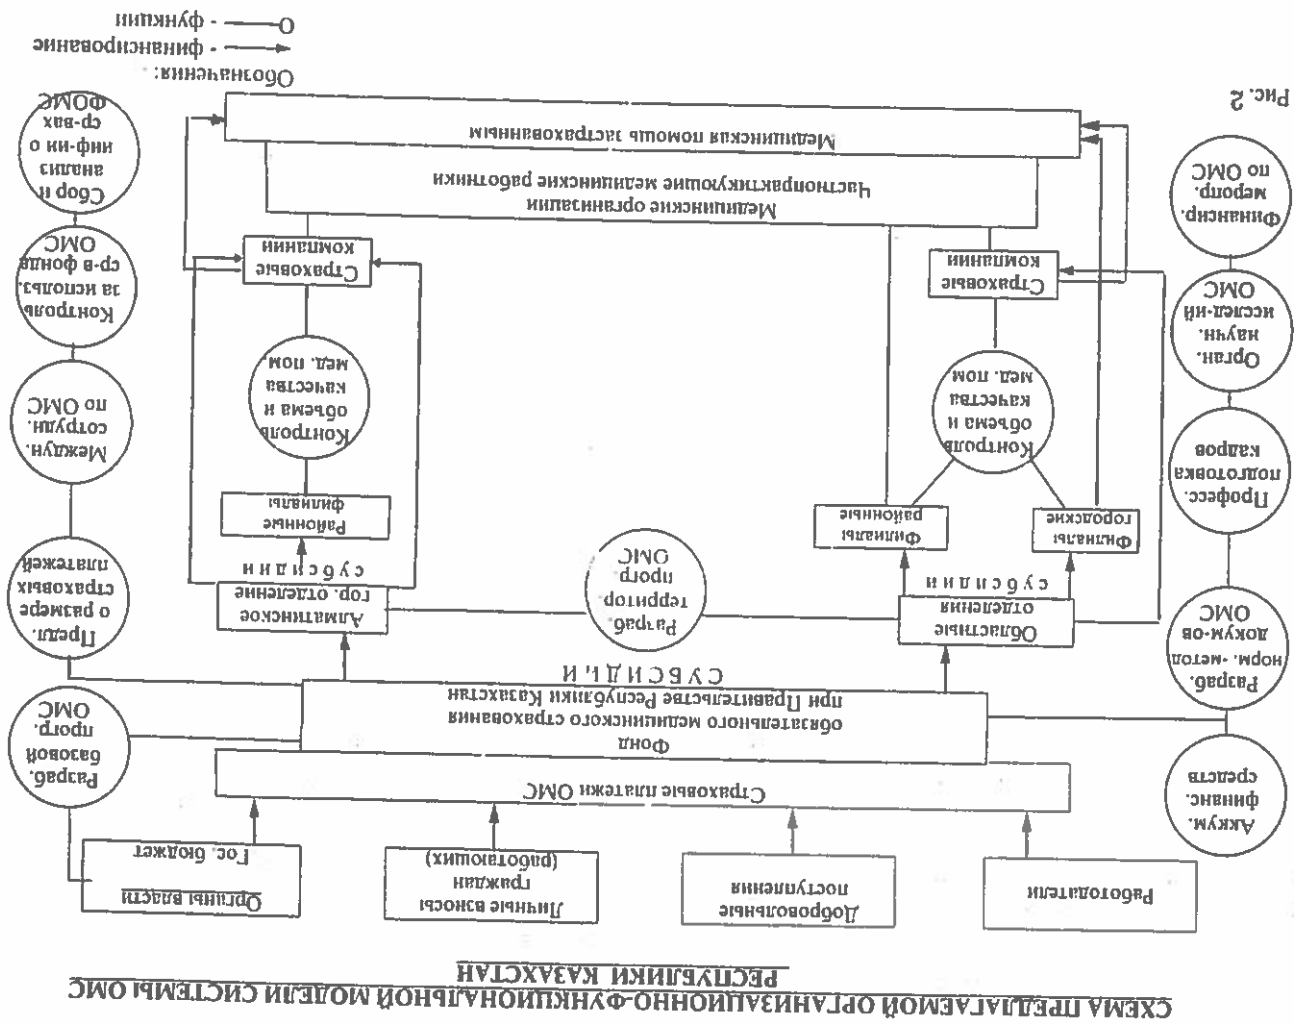 СХЕМА ПРЕДЛАГАЕМОЙ ОРГАНИЗАЦИОННО-ФУНКЦИОНАЛЬНОЙ МОДЕЛИ СИСТЕМЫ ОМС
РЕСПУБЛИКИ КАЗАХСТАН
Работодатели
Добровольные
поступления
Личные взносы
граждан
(работающих)
Органы власти
Гос. бюджет
Аккум.
финанс.
средств
Страховые платежи ОМС
Разраб.
базовой
прогр.
ОМС
Фонд
обязательного медицинского страхования
при Правительстве Республики Казахстан
СУБСИДЫИ
Разраб.
норм. -метод
докум-ов
ОМС
Областные
отделения
субсидии
Разраб.
территор
прогр.
ОМС
Алматинское
гор. отделение
субсидии
Предл.
о размере
страховых
платежей
Филиалы
городские
Филиалы
районные
Районные
филиалы
Професс.
подготовка
кадров
Контроль
объема и
качества
мед. пом
Контроль
объема и
качества
мед. пом.
Междун.
сотрудн.
по ОМС
Орган.
научн.
исслед-ий
ОМС
Страховые
компании
Страховые
компании
Контроль
за использ.
ср-в фонда
ОМС
Финансир.
меропр.
по ОМС
Медицинские организации
Частнопрактикующие медицинские работники
Медицинская помощь застрахованным
Сбор и
анализ
инф-ии о
ср-вах
ФОМС
Рис. 2
Обозначения:
- финансирование
- функции